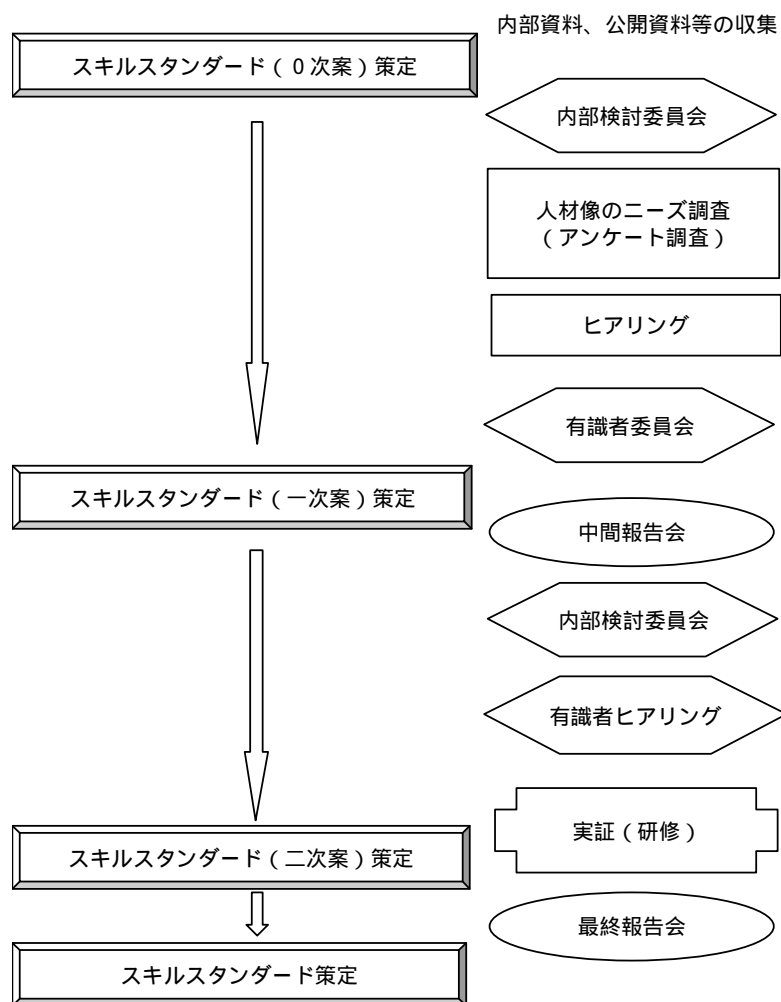 内部資料、公開資料等の収集
スキルスタンダード（０次案）策定
内部検討委員会
人材像のニーズ調査
（アンケート調査）
ヒアリング
有識者委員会
スキルスタンダード（一次案）策定
中間報告会
内部検討委員会
有識者ヒアリング
実証（研修）
スキルスタンダード（二次案）策定
最終報告会
スキルスタンダード策定